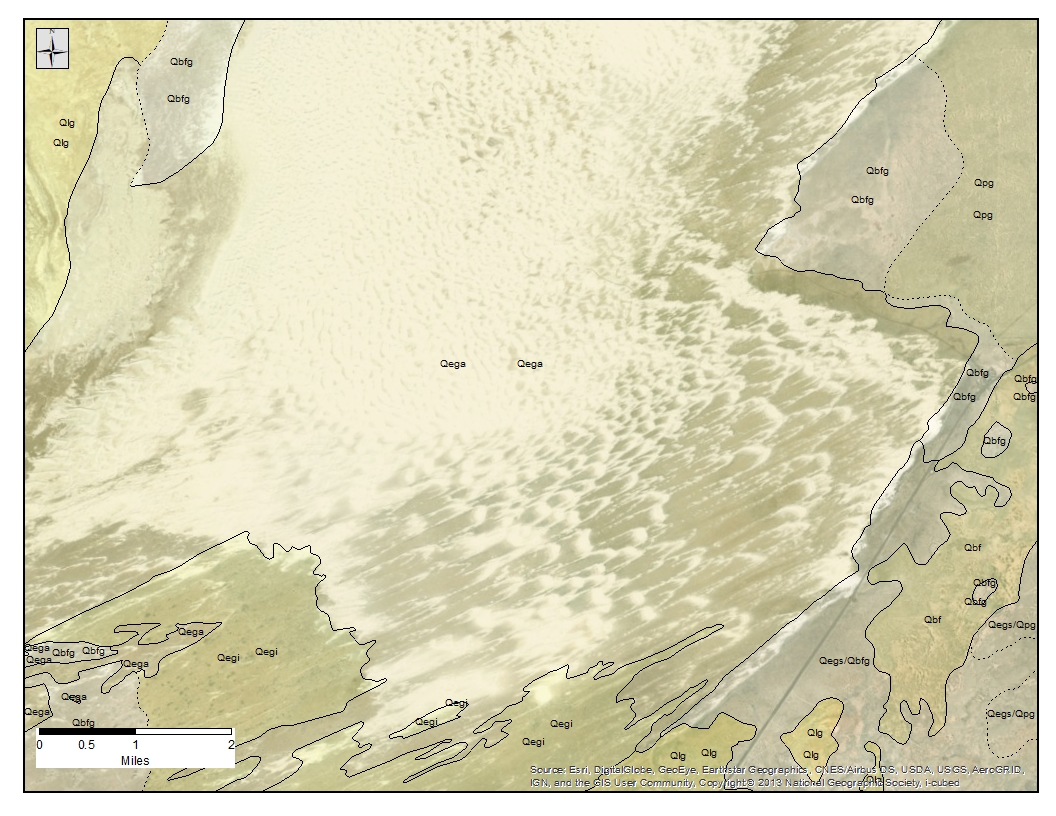 N
Qbfg
Qbfg
Qlg
Qlg
Qbfg
Qbfg
Qpg
Qpg
Qega Qega
Qbfg
Qbfg
Qbfg
Qbfg
Qbfg
Qbf
Qbfg
Qbfg
Qbf
Qegs/Qpg
Qegs/Qbfg
Qegs/Qpg
Qega
Qega
Qbfg Qbfg
Qega
Qega
Qegi Qegi
Qega
Qega
Qbfg
Qegi
Qegi
Qegi
Qegi
Qlg Qlg
Qlg
Qlg
0 0.5 1 2
Miles
Source: Esri, DigitalGlobe, GeoEye, Earthstar Geographics, CNES/Airbus DS, USDA, USGS, AeroGRID,
IGN, and the GIS User Community, Copyright:© 2013 National Geographic Society, i-cubed